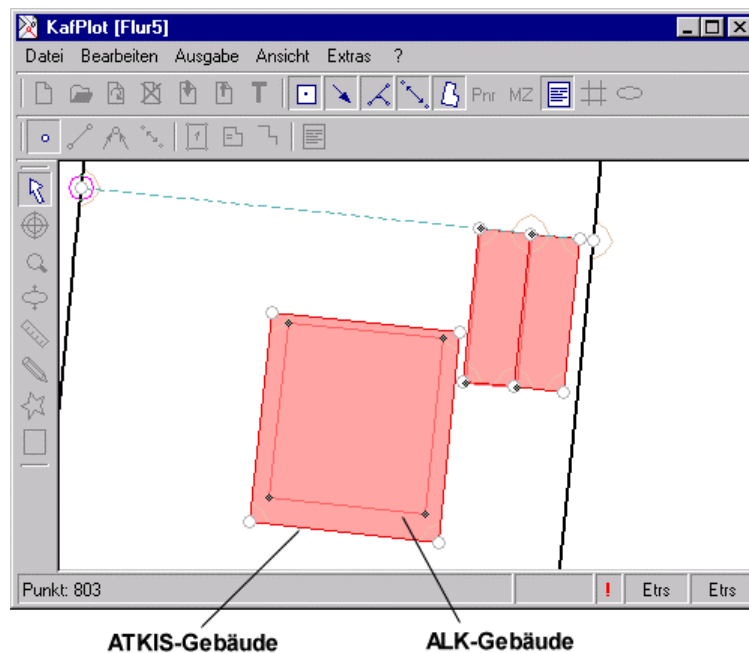 KafPlot [Flur5]
Datei Bearbeiten Ausgabe Ansicht Extras ?
T Pnr MZ
Punkt: 803 ! Etrs Etrs
ATKIS-Gebäude ALK-Gebäude